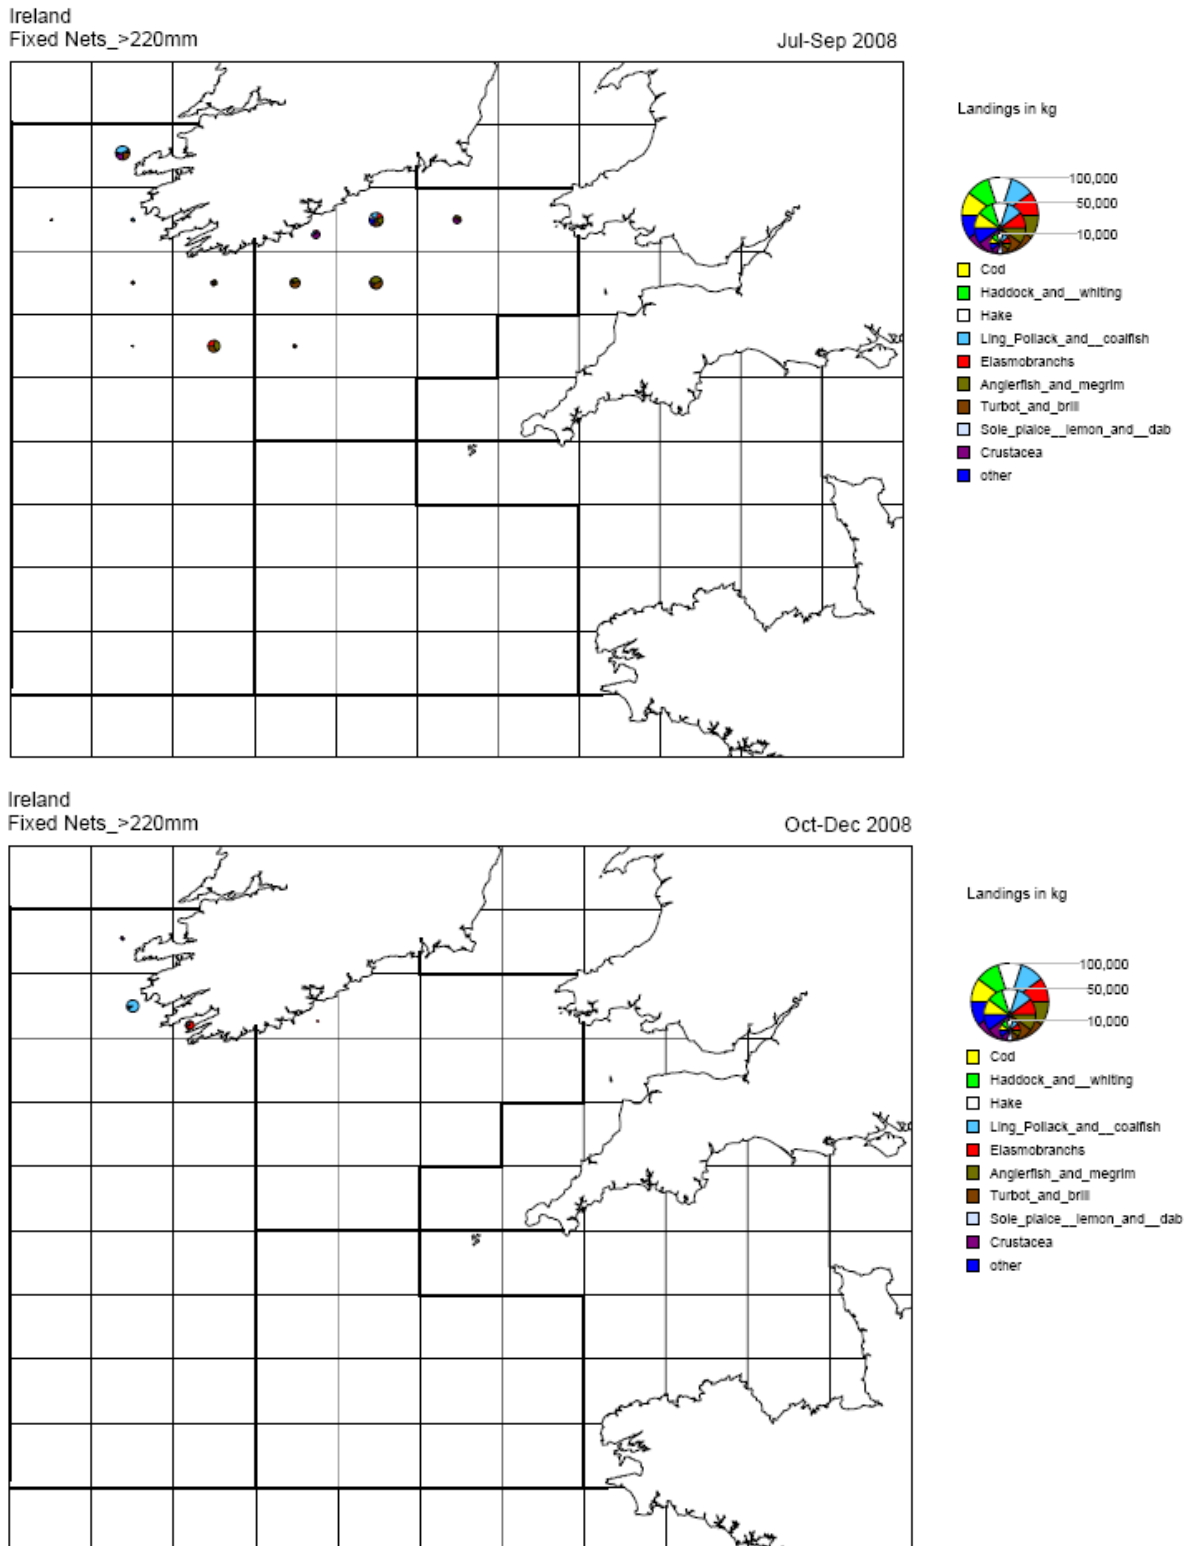 Ireland
Fixed Nets_>220mm
Jul-Sep 2008
Landings in kg
100,000
50,000
10,000
Cod
Haddock_and__whiting
Hake
Ling_Pollack_and__coalfish
Elasmobranchs
Anglerfish_and_megrim
Turbot_and_brill
Sole_plaice__lemon_and__dab
Crustacea
other
Ireland
Fixed Nets_>220mm
Oct-Dec 2008
Landings in kg
100,000
50,000
10,000
Cod
Haddock_and__whiting
Hake
Ling_Pollack_and__coalfish
Elasmobranchs
Anglerfish_and_megrim
Turbot_and_brill
Sole_plaice__lemon_and__dab
Crustacea
other